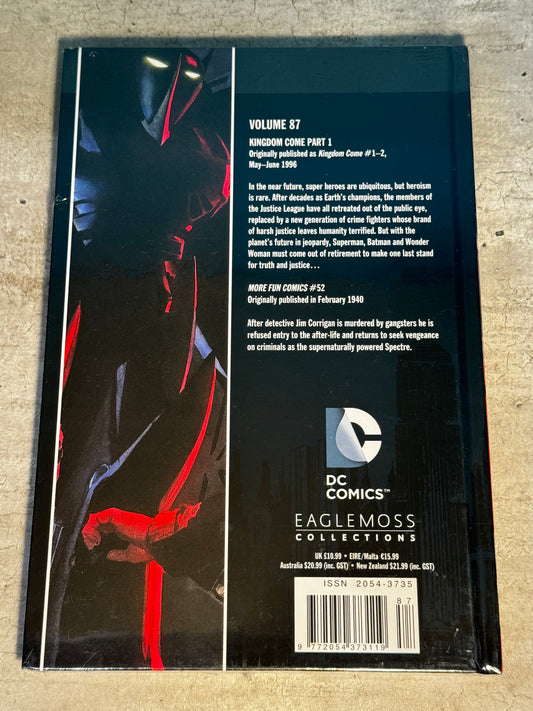 VOLUME 87
KINGDOM COME PART 1
Originally published as Kingdom Come #1–2,
May–June 1996
In the near future, super heroes are ubiquitous, but heroism
is rare. After decades as Earth's champions, the members of
the Justice League have all retreated out of the public eye,
replaced by a new generation of crime fighters whose brand
of harsh justice leaves humanity terrified. But with the
planet's future in jeopardy, Superman, Batman and Wonder
Woman must come out of retirement to make one last stand
for truth and justice...
MORE FUN COMICS #52
Originally published in February 1940
After detective Jim Corrigan is murdered by gangsters he is
refused entry to the after-life and returns to seek vengeance
on criminals as the supernaturally powered Spectre.
DC
DC
COMICS™
EAGLEMOSS
COLLECTIONS
UK £10.99 • EIRE/Malta €15.99
Australia $20.99 (inc. GST) • New Zealand $21.99 (inc. GST)
ISSN 2054-3735
87
9 772054 373119